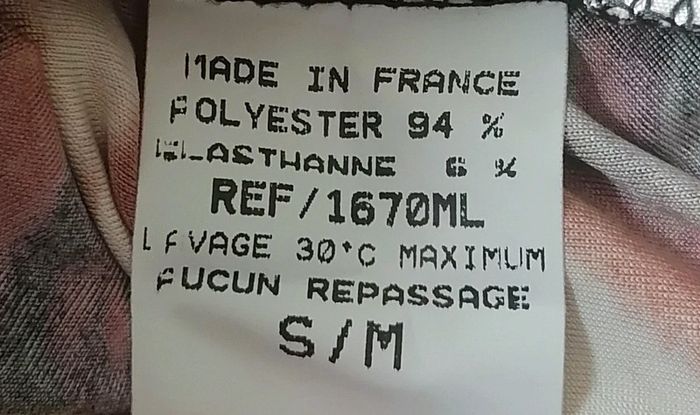 MADE IN FRANCE
POLYESTER 94 %
ELASTHANNE 6 %
REF/1670ML
LAVAGE 30°C MAXIMUM
AUCUN REPASSAGE
S/M